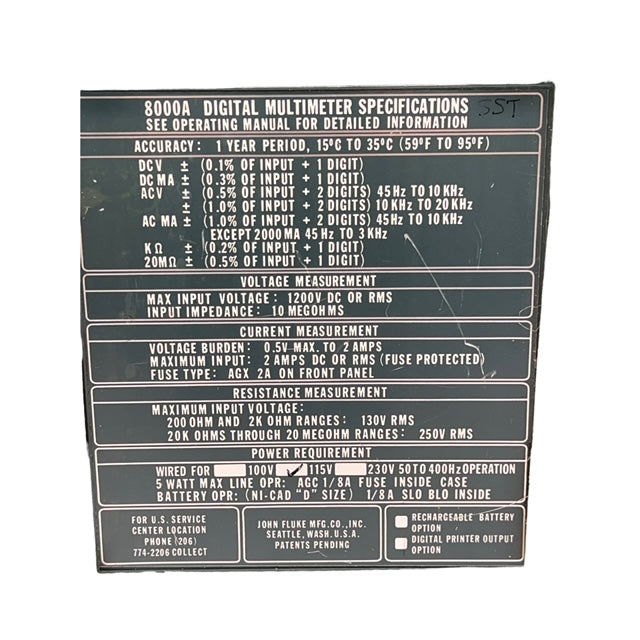 8000A DIGITAL MULTIMETER SPECIFICATIONS SST
SEE OPERATING MANUAL FOR DETAILED INFORMATION
ACCURACY: 1 YEAR PERIOD, 15°C TO 35°C (59°F TO 95°F)
DC V ± (0.1% OF INPUT + 1 DIGIT)
DC MA ± (0.3% OF INPUT + 1 DIGIT)
AC V ± (0.5% OF INPUT + 2 DIGITS) 45 Hz TO 10 KHz
± (1.0% OF INPUT + 2 DIGITS) 10 KHz TO 20 KHz
AC MA ± (1.0% OF INPUT + 2 DIGITS) 45 Hz TO 10 KHz
EXCEPT 2000 MA 45 Hz TO 3 KHz
KΩ ± (0.2% OF INPUT + 1 DIGIT)
20MΩ ± (0.5% OF INPUT + 1 DIGIT)
VOLTAGE MEASUREMENT
MAX INPUT VOLTAGE: 1200V DC OR RMS
INPUT IMPEDANCE: 10 MEGOHMS
CURRENT MEASUREMENT
VOLTAGE BURDEN: 0.5V MAX. TO 2 AMPS
MAXIMUM INPUT: 2 AMPS DC OR RMS (FUSE PROTECTED)
FUSE TYPE: AGX 2A ON FRONT PANEL
RESISTANCE MEASUREMENT
MAXIMUM INPUT VOLTAGE:
200 OHM AND 2K OHM RANGES: 130V RMS
20K OHMS THROUGH 20 MEGOHM RANGES: 250V RMS
POWER REQUIREMENT
WIRED FOR 100V ✓ 115V 230V 50 TO 400Hz OPERATION
5 WATT MAX LINE OPR: AGC 1/8A FUSE INSIDE CASE
BATTERY OPR: (NI-CAD "D" SIZE) 1/8A SLO BLO INSIDE
FOR U.S. SERVICE
CENTER LOCATION
PHONE (206)
774-2206 COLLECT
JOHN FLUKE MFG. CO., INC.
SEATTLE, WASH. U.S.A.
PATENTS PENDING
RECHARGEABLE BATTERY
OPTION
DIGITAL PRINTER OUTPUT
OPTION